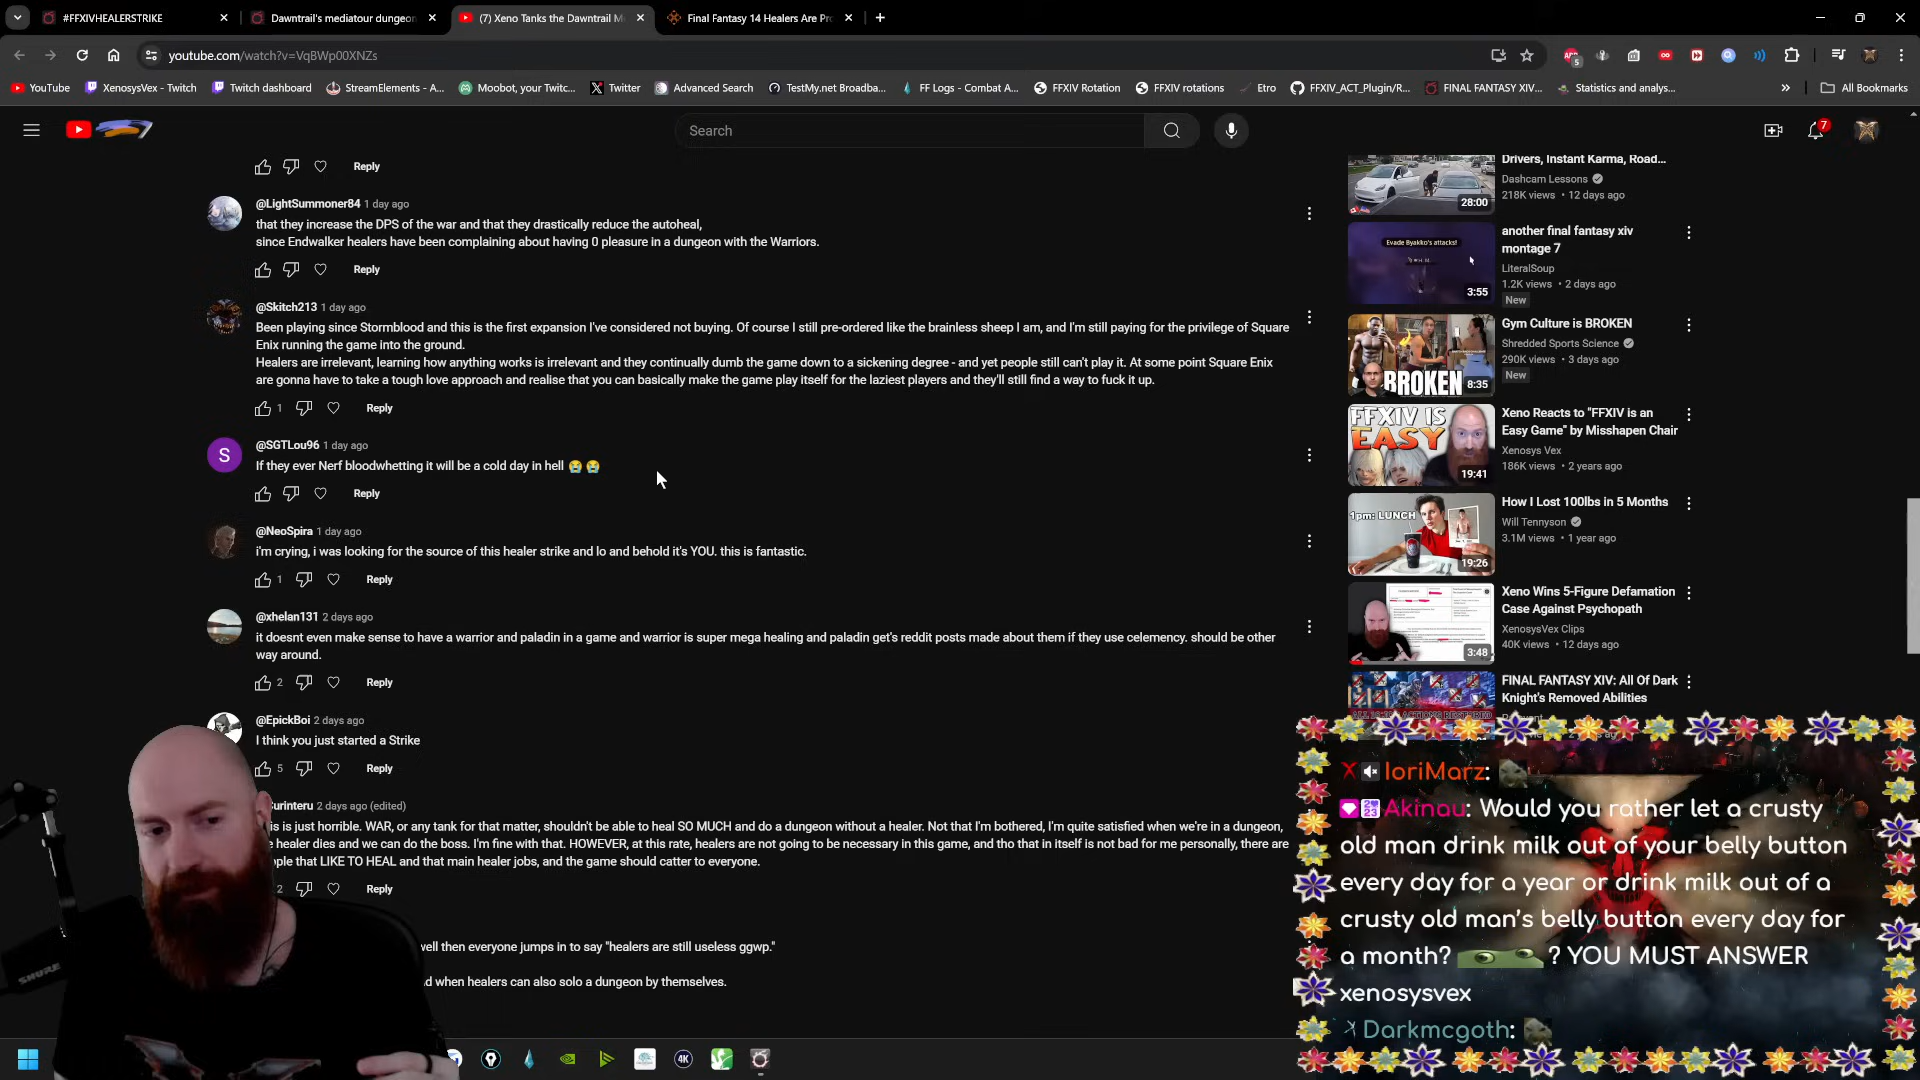 #FFXIVHEALERSTRIKE
Dawntrail's mediatour dungeon
(7) Xeno Tanks the Dawntrail M
Final Fantasy 14 Healers Are Pr
youtube.com/watch?v=VqBWp00XNZs
YouTube
XenosysVex - Twitch
Twitch dashboard
StreamElements - A...
Moobot, your Twitc...
Twitter
Advanced Search
TestMy.net Broadba...
FF Logs - Combat A...
FFXIV Rotation
FFXIV rotations
Etro
FFXIV_ACT_Plugin/R...
FINAL FANTASY XIV...
Statistics and analys...
All Bookmarks
Search
7
Reply
@LightSummoner84 1 day ago
that they increase the DPS of the war and that they drastically reduce the autoheal,
since Endwalker healers have been complaining about having 0 pleasure in a dungeon with the Warriors.
Reply
@Skitch213 1 day ago
Been playing since Stormblood and this is the first expansion I've considered not buying. Of course I still pre-ordered like the brainless sheep I am, and I'm still paying for the privilege of Square
Enix running the game into the ground.
Healers are irrelevant, learning how anything works is irrelevant and they continually dumb the game down to a sickening degree - and yet people still can't play it. At some point Square Enix
are gonna have to take a tough love approach and realise that you can basically make the game play itself for the laziest players and they'll still find a way to fuck it up.
1 Reply
S
@SGTLou96 1 day ago
If they ever Nerf bloodwhetting it will be a cold day in hell 😭😭
Reply
@NeoSpira 1 day ago
i'm crying, i was looking for the source of this healer strike and lo and behold it's YOU. this is fantastic.
1 Reply
@xhelan131 2 days ago
it doesnt even make sense to have a warrior and paladin in a game and warrior is super mega healing and paladin get's reddit posts made about them if they use celemency. should be other
way around.
2 Reply
@EpickBoi 2 days ago
I think you just started a Strike
5 Reply
urinteru 2 days ago (edited)
is is just horrible. WAR, or any tank for that matter, shouldn't be able to heal SO MUCH and do a dungeon without a healer. Not that I'm bothered, I'm quite satisfied when we're in a dungeon,
e healer dies and we can do the boss. I'm fine with that. HOWEVER, at this rate, healers are not going to be necessary in this game, and tho that in itself is not bad for me personally, there are
ople that LIKE TO HEAL and that main healer jobs, and the game should catter to everyone.
2 Reply
well then everyone jumps in to say "healers are still useless ggwp."
d when healers can also solo a dungeon by themselves.
Drivers, Instant Karma, Road...
Dashcam Lessons
218K views • 12 days ago
28:00
Evade Byakko's attacks!
3:55
another final fantasy xiv
montage 7
LiteralSoup
1.2K views • 2 days ago
New
BROKEN
8:35
Gym Culture is BROKEN
Shredded Sports Science
290K views • 3 days ago
New
FFXIV IS
EASY
19:41
Xeno Reacts to "FFXIV is an
Easy Game" by Misshapen Chair
Xenosys Vex
186K views • 2 years ago
1pm: LUNCH
19:26
How I Lost 100lbs in 5 Months
Will Tennyson
3.1M views • 1 year ago
3:48
Xeno Wins 5-Figure Defamation
Case Against Psychopath
XenosysVex Clips
40K views • 12 days ago
FINAL FANTASY XIV: All Of Dark
Knight's Removed Abilities
IoriMarz:
Akinau: Would you rather let a crusty
old man drink milk out of your belly button
every day for a year or drink milk out of a
crusty old man's belly button every day for
a month? ? YOU MUST ANSWER
xenosysvex
Darkmcgoth:
SHURE
4K